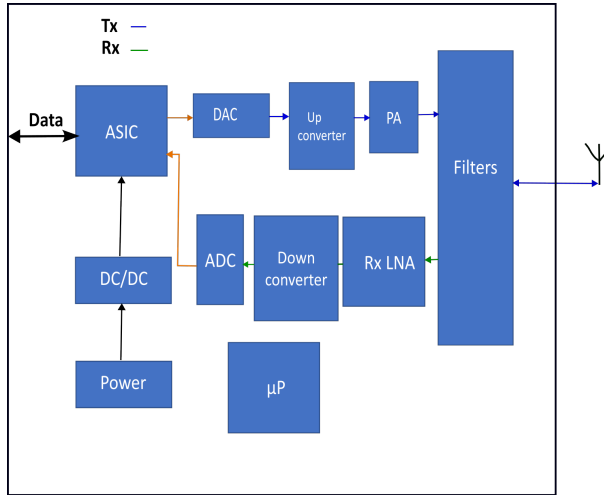 Tx
Rx
Data
ASIC
DAC
Up
converter
PA
Filters
ADC
Down
converter
Rx LNA
DC/DC
Power
µP